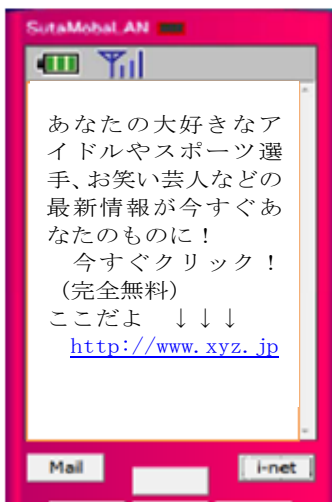 SutaMobaLAN
あなたの大好きなア
イドルやスポーツ選
手、お笑い芸人などの
最新情報が今すぐあ
なたのものに！
今すぐクリック！
（完全無料）
ここだよ　↓↓↓
http://www.xyz.jp
Mail
i-net